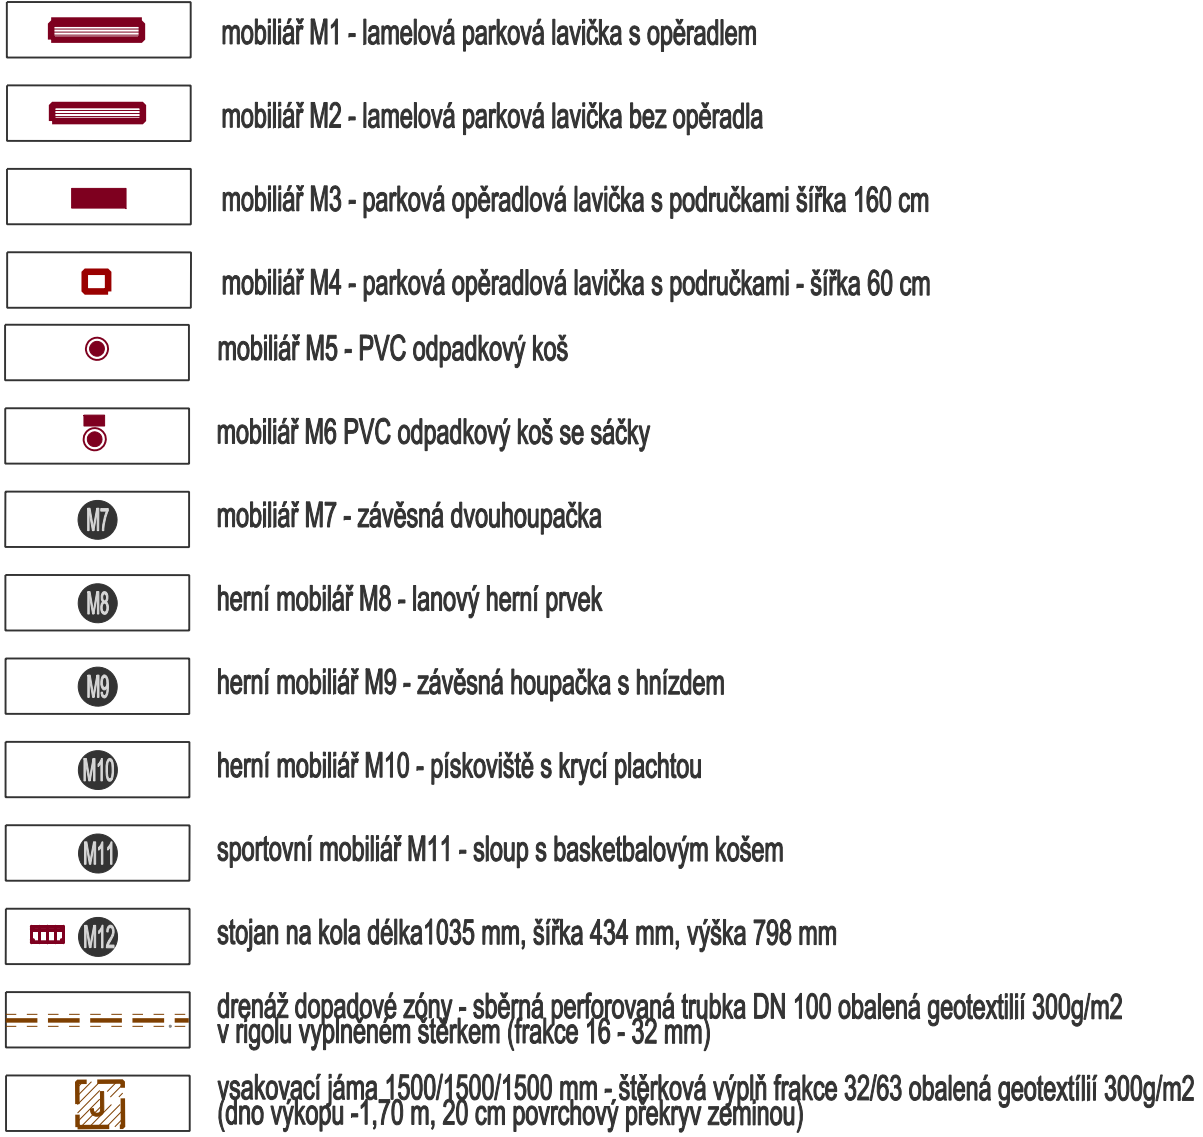 mobiliář M1 - lamelová parková lavička s opěradlem
mobiliář M2 - lamelová parková lavička bez opěradla
mobiliář M3 - parková opěradlová lavička s područkami šířka 160 cm
mobiliář M4 - parková opěradlová lavička s područkami - šířka 60 cm
mobiliář M5 - PVC odpadkový koš
mobiliář M6 PVC odpadkový koš se sáčky
M7 mobiliář M7 - závěsná dvouhoupačka
M8 herní mobilář M8 - lanový herní prvek
M9 herní mobiliář M9 - závěsná houpačka s hnízdem
M10 herní mobiliář M10 - pískoviště s krycí plachtou
M11 sportovní mobiliář M11 - sloup s basketbalovým košem
M12 stojan na kola délka1035 mm, šířka 434 mm, výška 798 mm
drenáž dopadové zóny - sběrná perforovaná trubka DN 100 obalená geotextilií 300g/m2
v rigolu vyplněném štěrkem (frakce 16 - 32 mm)
J vsakovací jáma 1500/1500/1500 mm - štěrková výplň frakce 32/63 obalená geotextílií 300g/m2
(dno výkopu -1,70 m, 20 cm povrchový překryv zeminou)